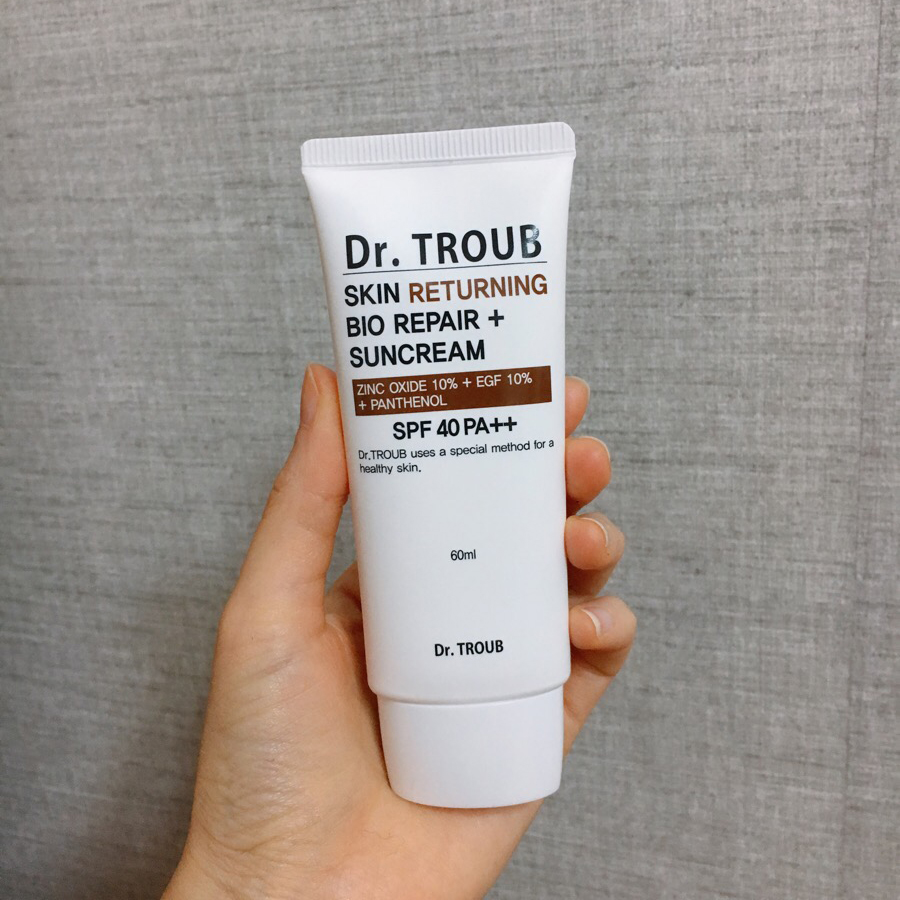 Dr. TROUB
SKIN RETURNING
BIO REPAIR +
SUNCREAM
ZINC OXIDE 10% + EGF 10%
+ PANTHENOL
SPF 40 PA++
Dr.TROUB uses a special method for a
healthy skin.
60ml
Dr. TROUB